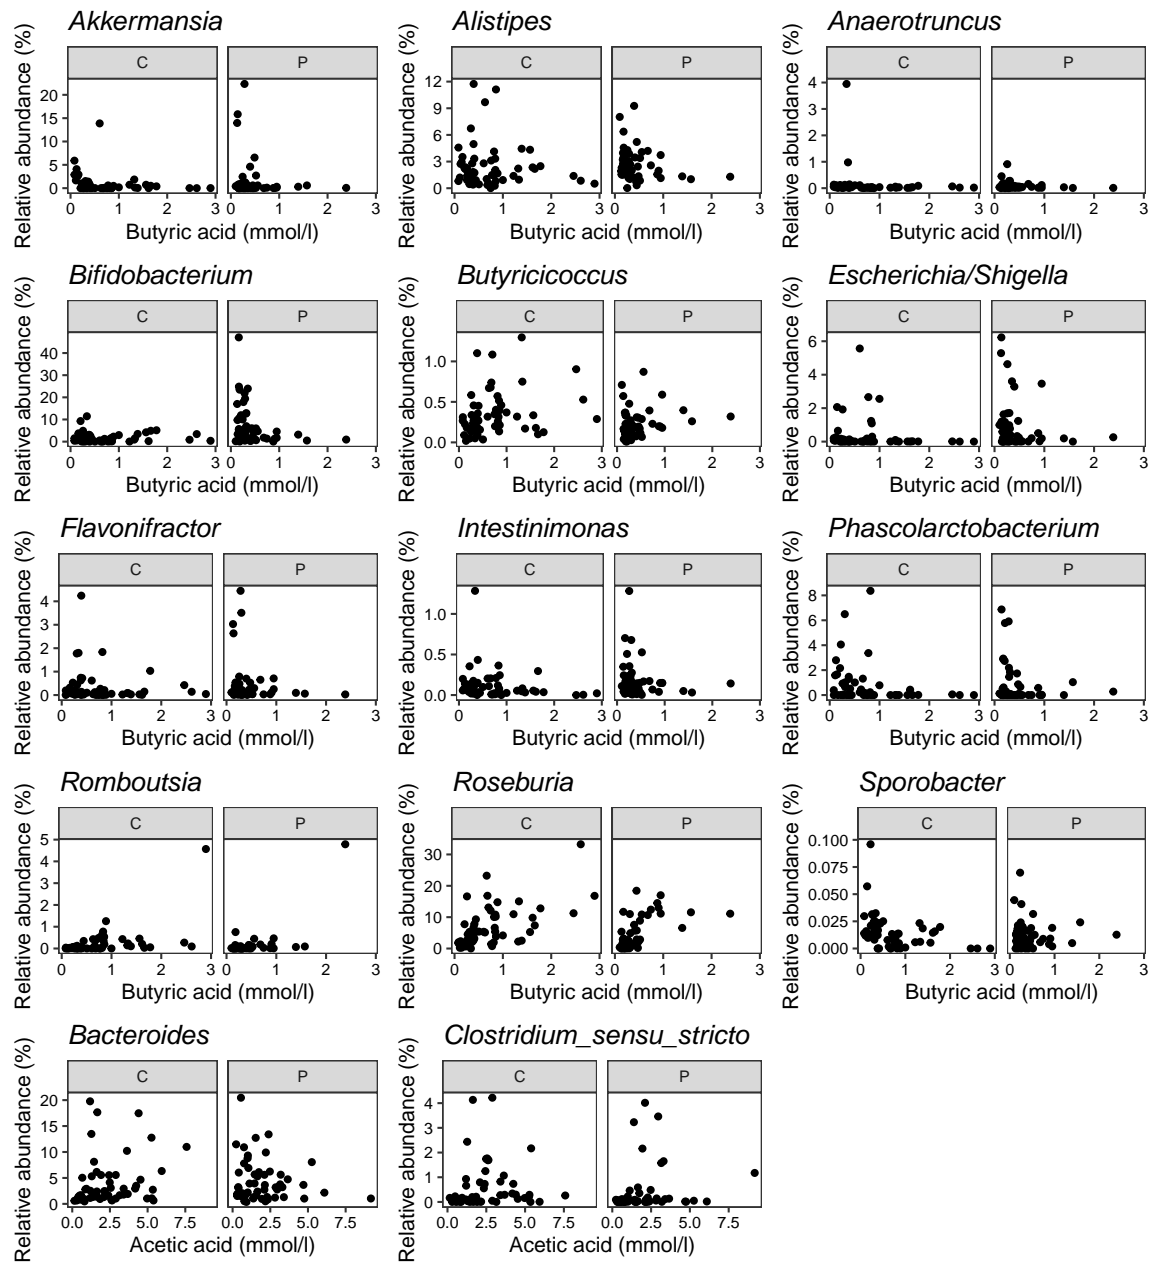 Akkermansia Alistipes Anaerotruncus
Relative abundance (%) C P Relative abundance (%) C P Relative abundance (%) C P
20 12 4
15 9 3
10 6 2
5 3 1
0 0 0
0 1 2 3 0 1 2 3 0 1 2 3 0 1 2 3 0 1 2 3 0 1 2 3
Butyric acid (mmol/l) Butyric acid (mmol/l) Butyric acid (mmol/l)
Bifidobacterium Butyricicoccus Escherichia/Shigella
Relative abundance (%) C P Relative abundance (%) C P Relative abundance (%) C P
40 1.0 6
30 0.5 4
20 0.0 2
10 0
0
0 1 2 3 0 1 2 3 0 1 2 3 0 1 2 3 0 1 2 3 0 1 2 3
Butyric acid (mmol/l) Butyric acid (mmol/l) Butyric acid (mmol/l)
Flavonifractor Intestinimonas Phascolarctobacterium
Relative abundance (%) C P Relative abundance (%) C P Relative abundance (%) C P
4 1.0 8
3 0.5 6
2 0.0 4
1 2
0 0
0 1 2 3 0 1 2 3 0 1 2 3 0 1 2 3 0 1 2 3 0 1 2 3
Butyric acid (mmol/l) Butyric acid (mmol/l) Butyric acid (mmol/l)
Romboutsia Roseburia Sporobacter
Relative abundance (%) C P Relative abundance (%) C P Relative abundance (%) C P
5 30 0.100
4 20 0.075
3 10 0.050
2 0 0.025
1 0.000
0
0 1 2 3 0 1 2 3 0 1 2 3 0 1 2 3 0 1 2 3 0 1 2 3
Butyric acid (mmol/l) Butyric acid (mmol/l) Butyric acid (mmol/l)
Bacteroides Clostridium_sensu_stricto
Relative abundance (%) C P Relative abundance (%) C P
20 4
15 3
10 2
5 1
0 0
0.0 2.5 5.0 7.5 0.0 2.5 5.0 7.5 0.0 2.5 5.0 7.5 0.0 2.5 5.0 7.5
Acetic acid (mmol/l) Acetic acid (mmol/l)